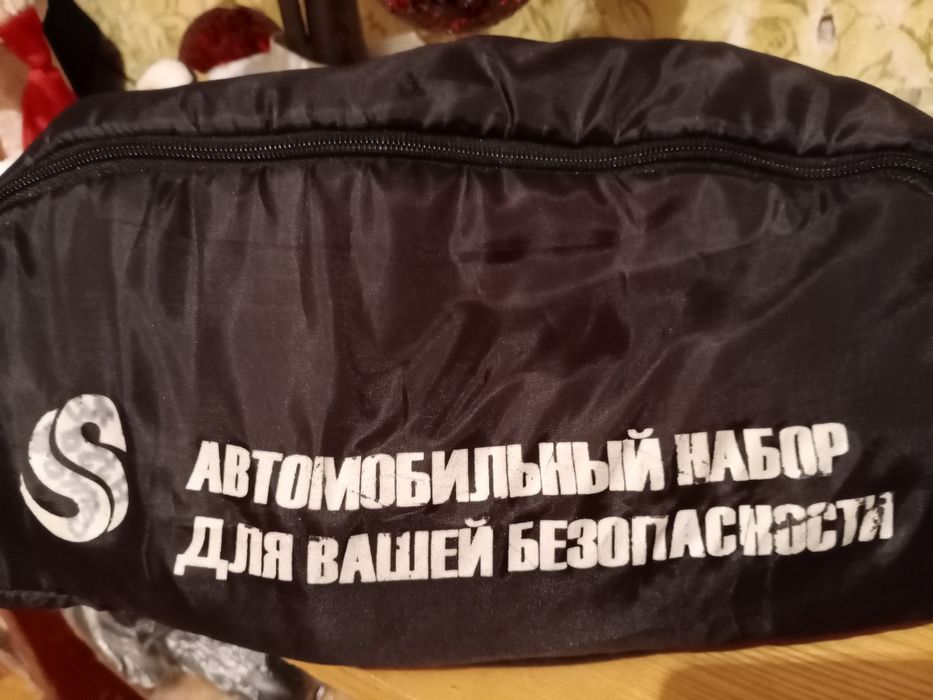 АВТОМОБИЛЬНЫЙ НАБОР
ДЛЯ ВАШЕЙ БЕЗОПАСНОСТИ